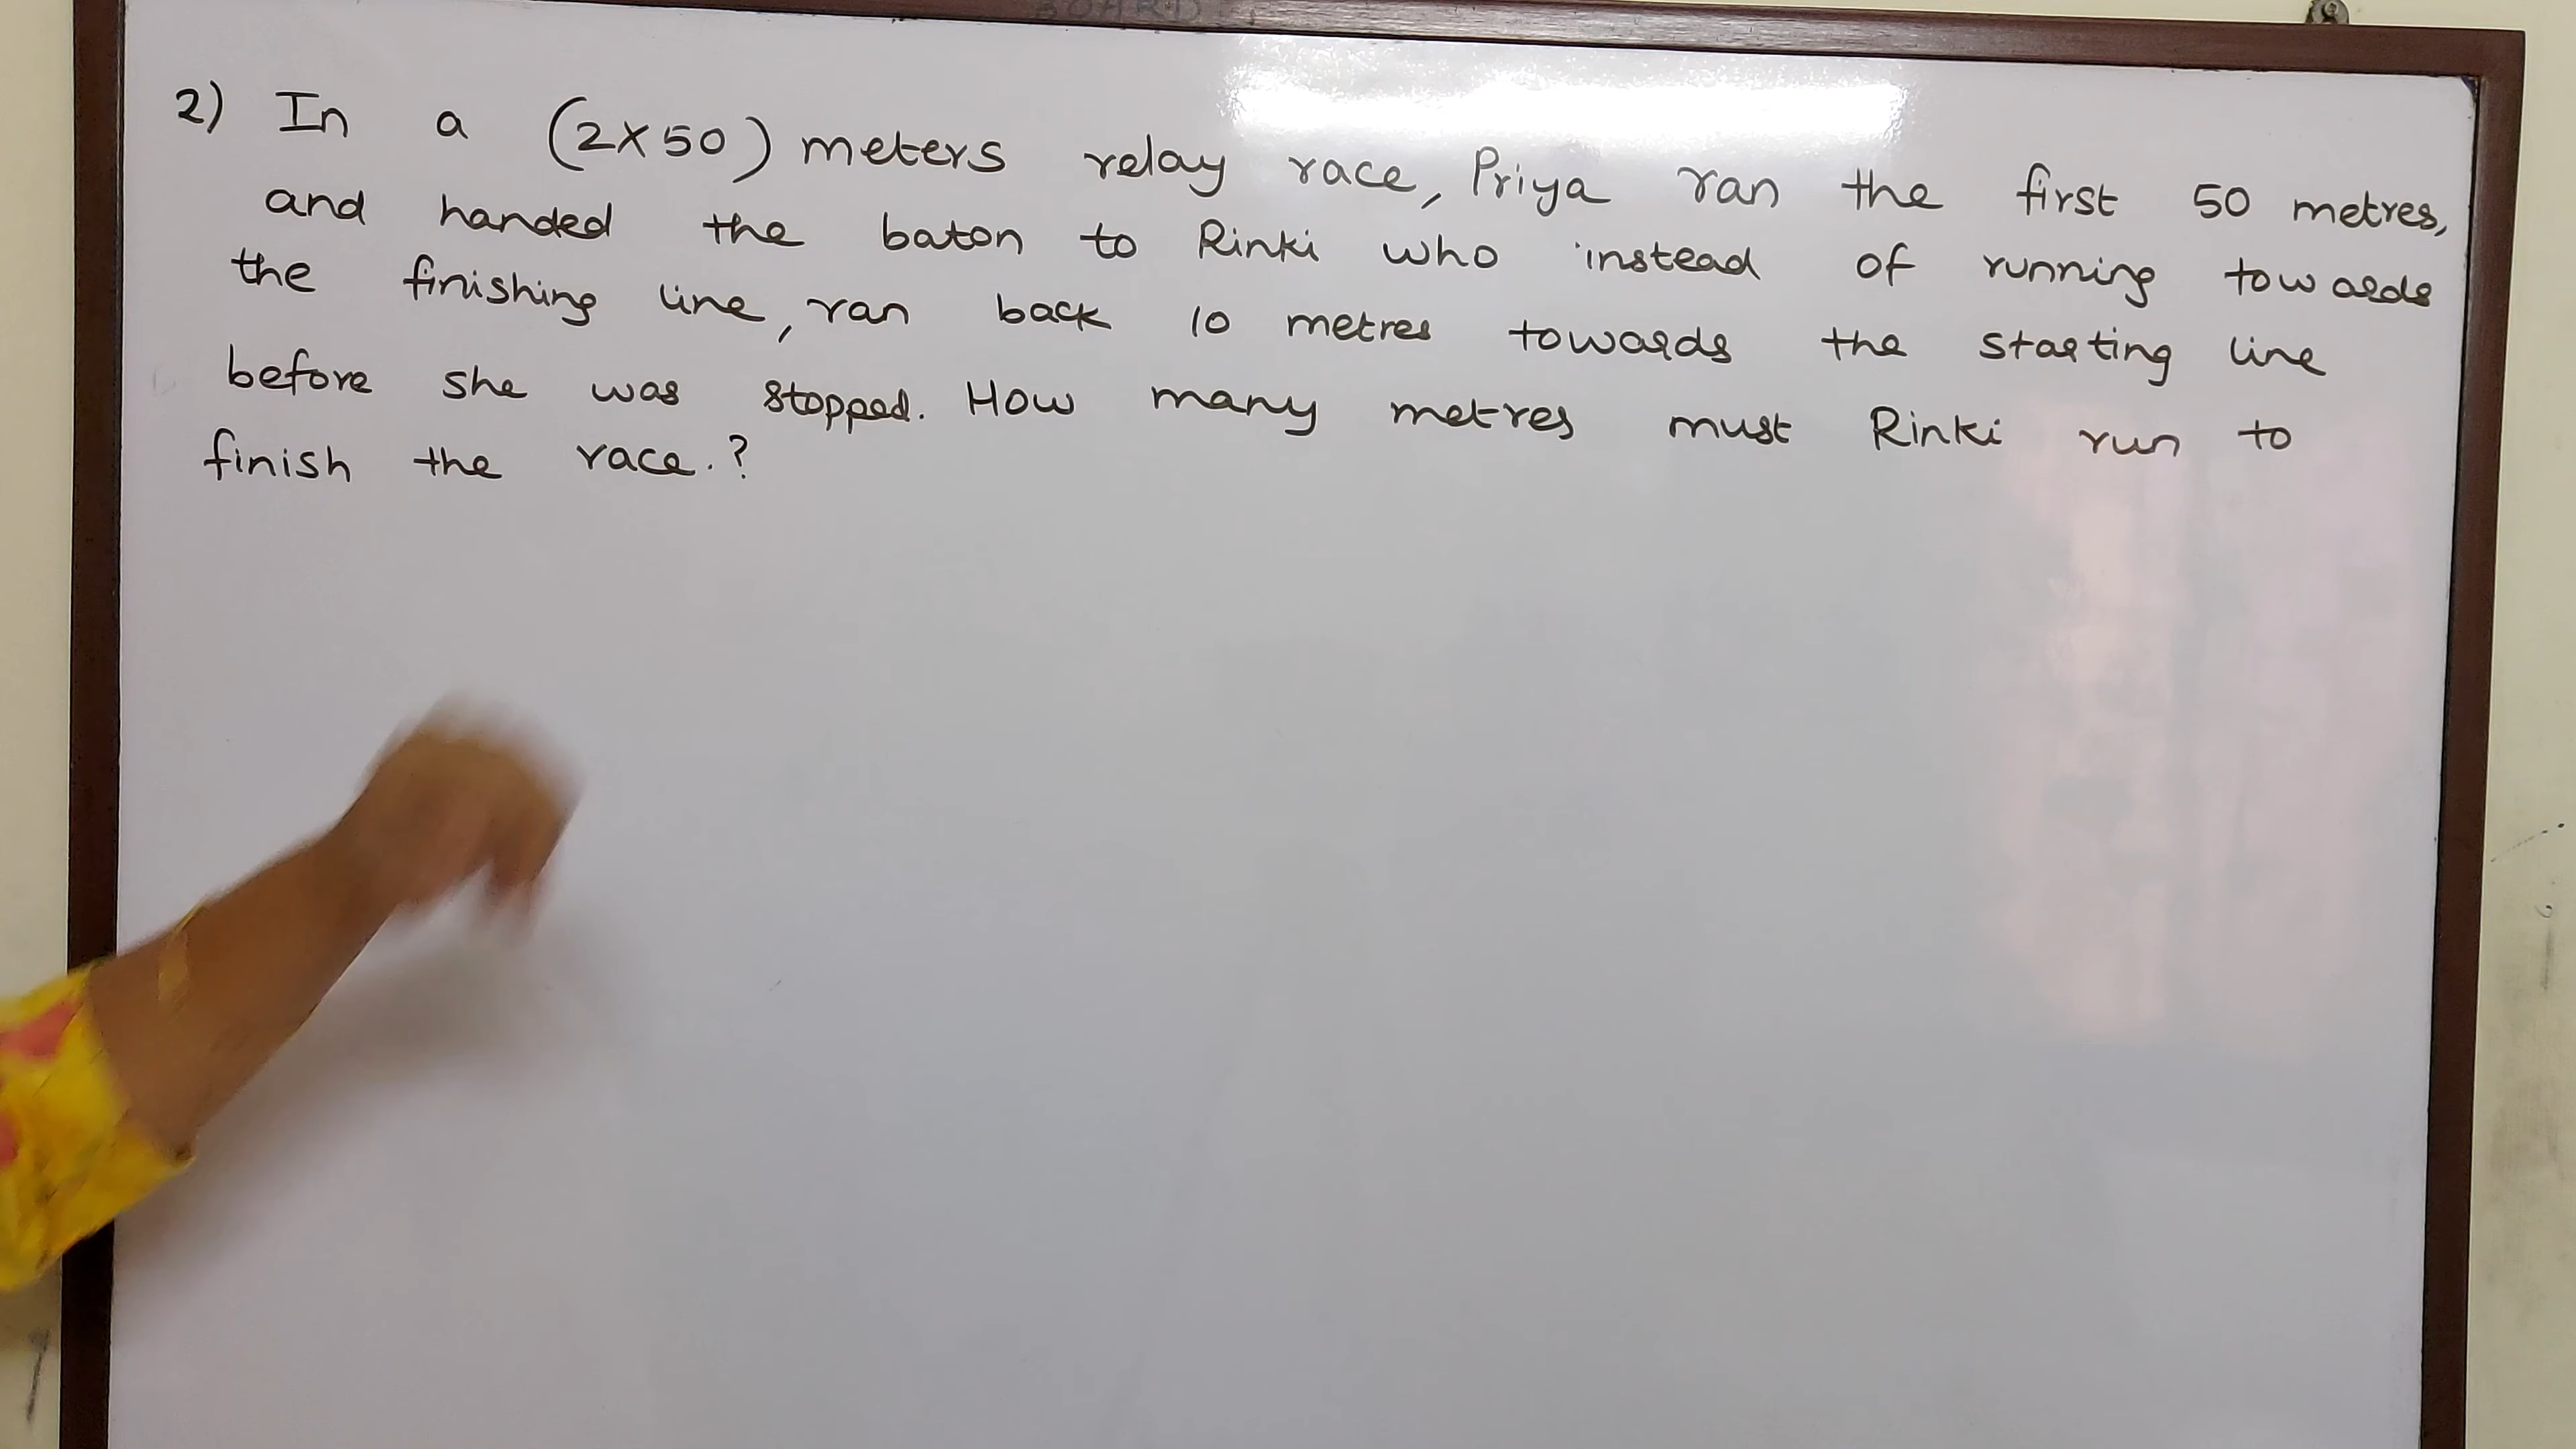 2) In a (2X50) meters relay race, Priya ran the first 50 metres,
and handed the baton to Rinki who instead of running towards
the finishing line, ran back 10 metres towards the starting line
before she was stopped. How many metres must Rinki run to
finish the race.?